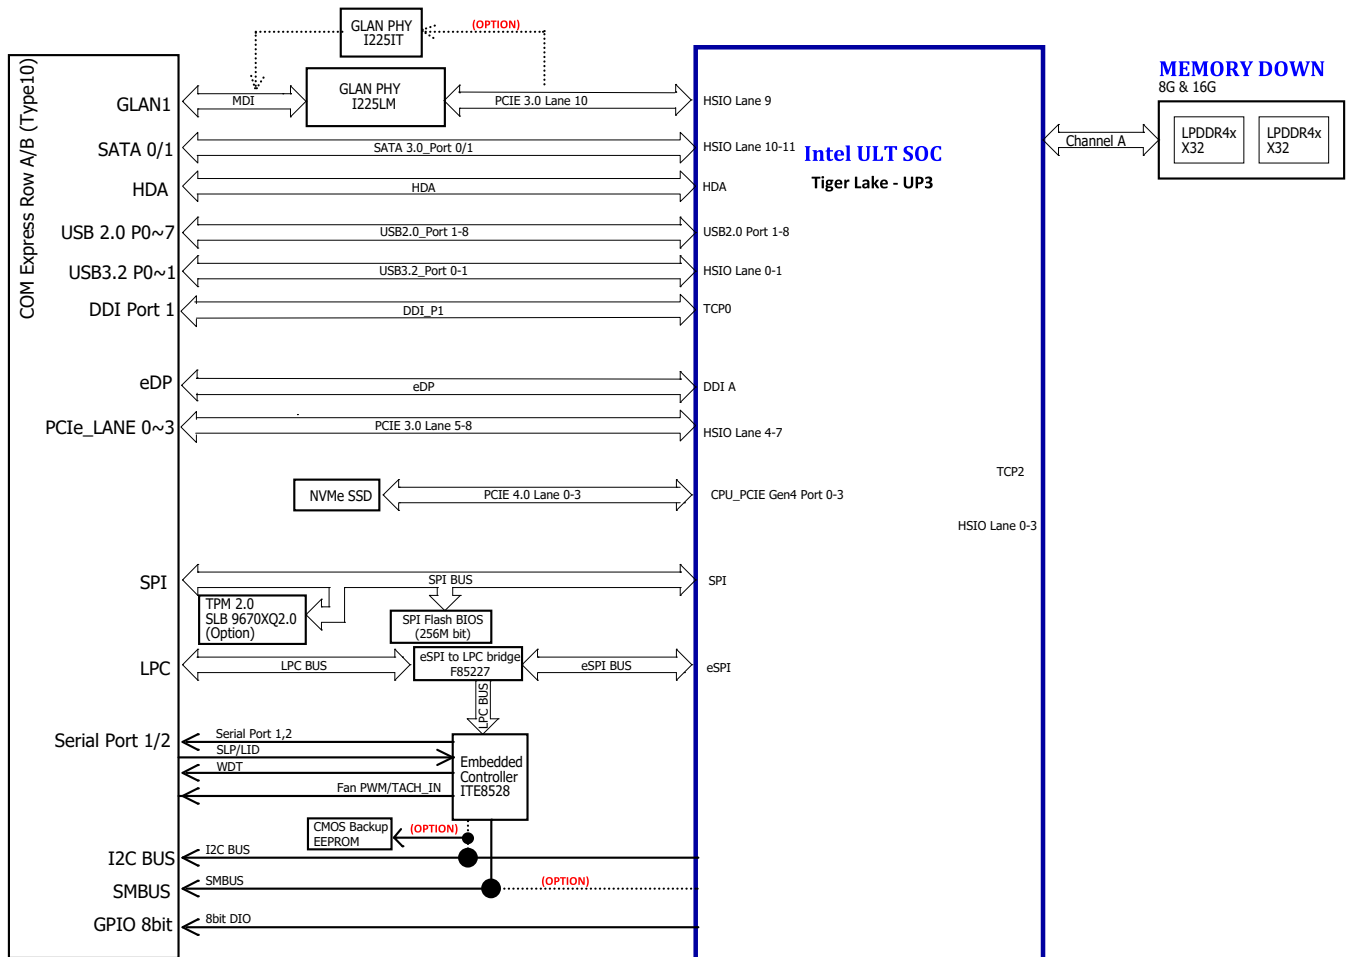 GLAN PHY
I225IT
(OPTION)
COM Express Row A/B (Type10)
GLAN1
MDI
GLAN PHY
I225LM
PCIE 3.0 Lane 10
HSIO Lane 9
MEMORY DOWN
8G & 16G
LPDDR4x
X32
LPDDR4x
X32
Channel A
Intel ULT SOC
Tiger Lake - UP3
SATA 0/1
SATA 3.0_Port 0/1
HSIO Lane 10-11
HDA
HDA
HDA
USB 2.0 P0~7
USB2.0_Port 1-8
USB2.0 Port 1-8
USB3.2 P0~1
USB3.2_Port 0-1
HSIO Lane 0-1
DDI Port 1
DDI_P1
TCP0
eDP
eDP
DDI A
PCIe_LANE 0~3
PCIE 3.0 Lane 5-8
HSIO Lane 4-7
TCP2
NVMe SSD
PCIE 4.0 Lane 0-3
CPU_PCIE Gen4 Port 0-3
HSIO Lane 0-3
SPI
SPI BUS
SPI
TPM 2.0
SLB 9670XQ2.0
(Option)
SPI Flash BIOS
(256M bit)
LPC
LPC BUS
eSPI to LPC bridge
F85227
eSPI BUS
eSPI
LPC BUS
Serial Port 1/2
Serial Port 1,2
SLP/LID
WDT
Fan PWM/TACH_IN
Embedded
Controller
ITE8528
CMOS Backup
EEPROM
(OPTION)
I2C BUS
I2C BUS
SMBUS
SMBUS
(OPTION)
GPIO 8bit
8bit DIO